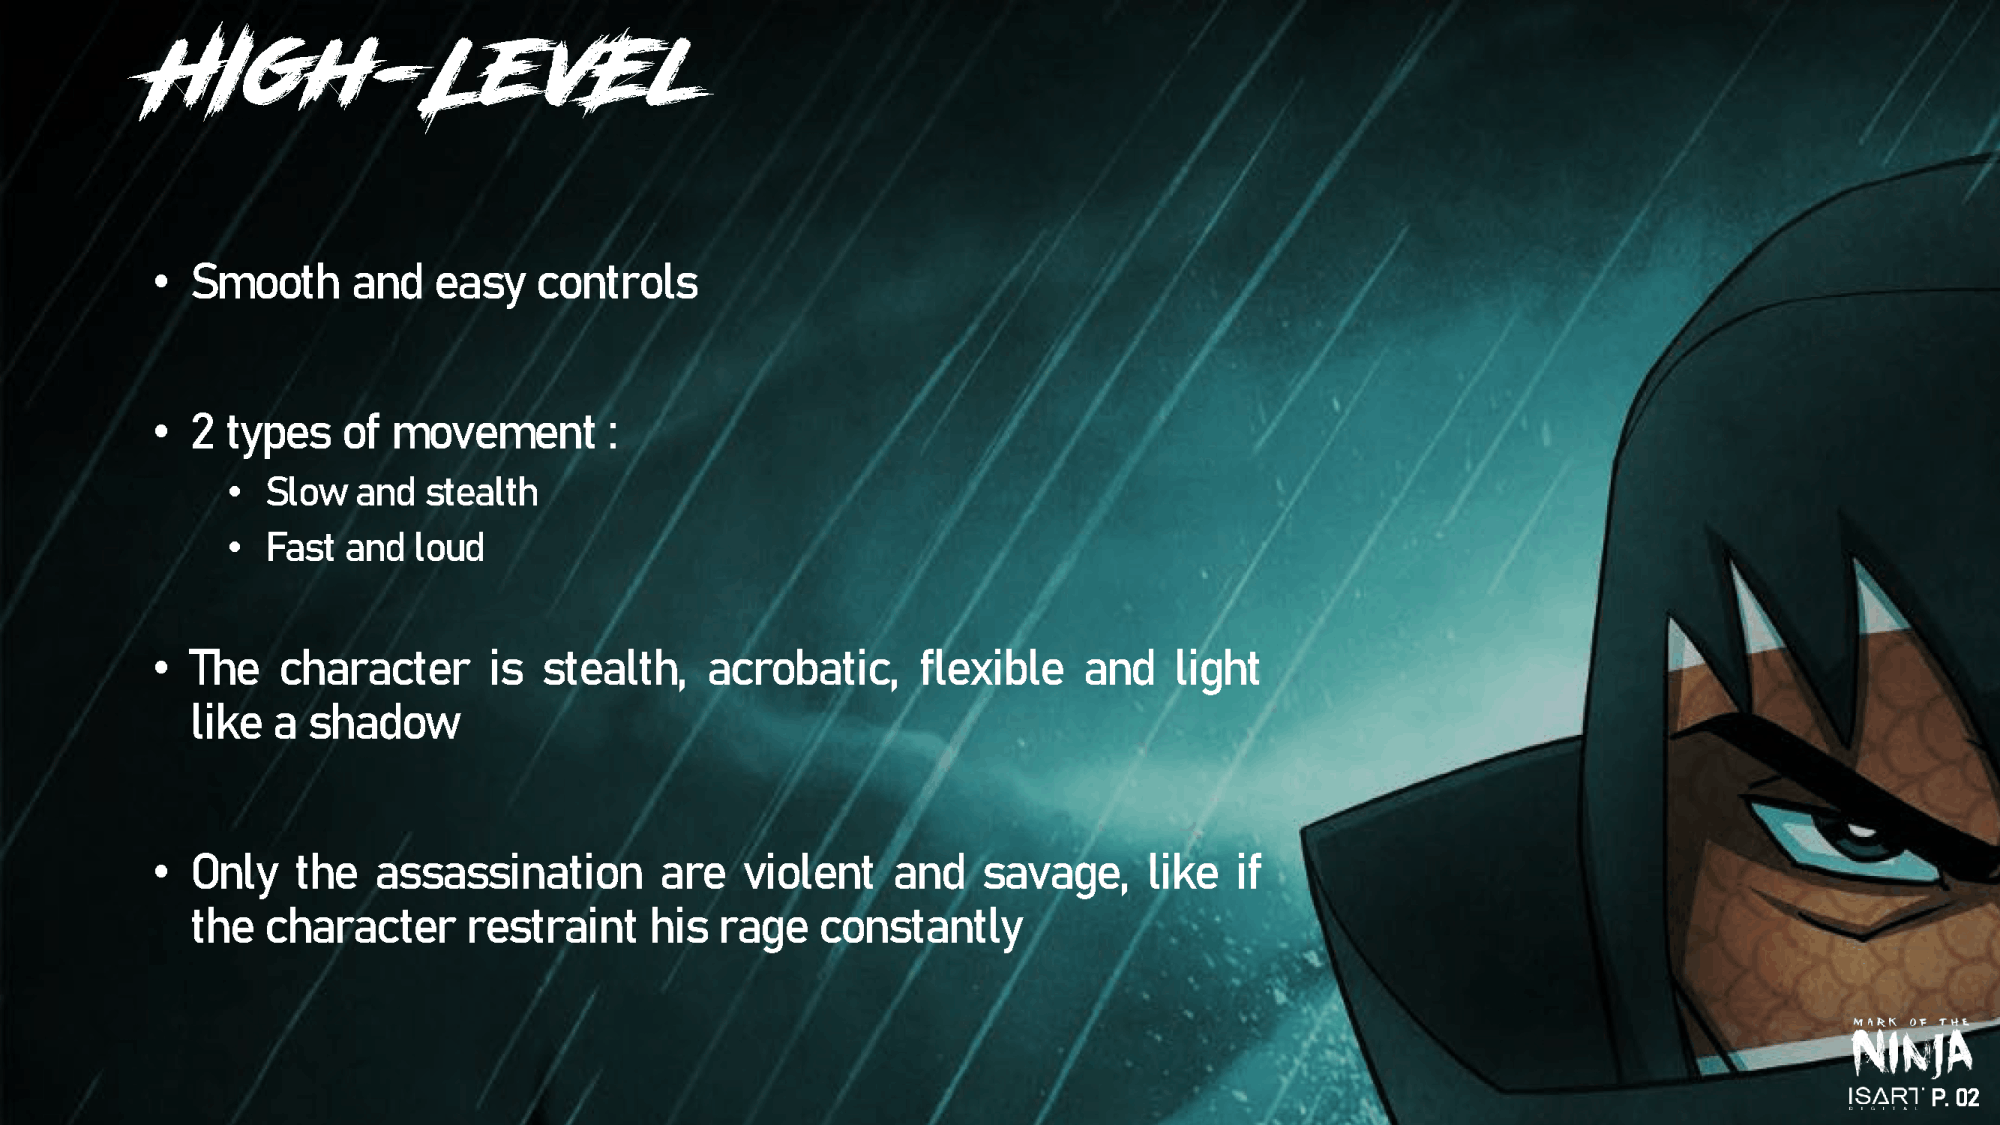 HIGH-LEVEL
• Smooth and easy controls
• 2 types of movement :
• Slow and stealth
• Fast and loud
• The character is stealth, acrobatic, flexible and light
like a shadow
• Only the assassination are violent and savage, like if
the character restraint his rage constantly
MARK OF THE
NINJA
ISART P. 02
DIGITAL